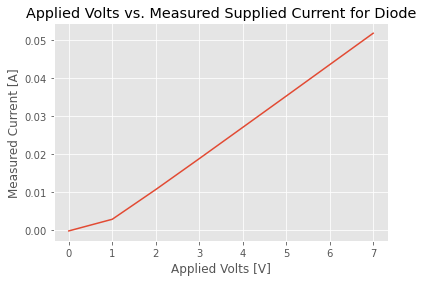 Applied Volts vs. Measured Supplied Current for Diode
0.05
0.04
0.03
0.02
0.01
0.00
Measured Current [A]
0 1 2 3 4 5 6 7
Applied Volts [V]